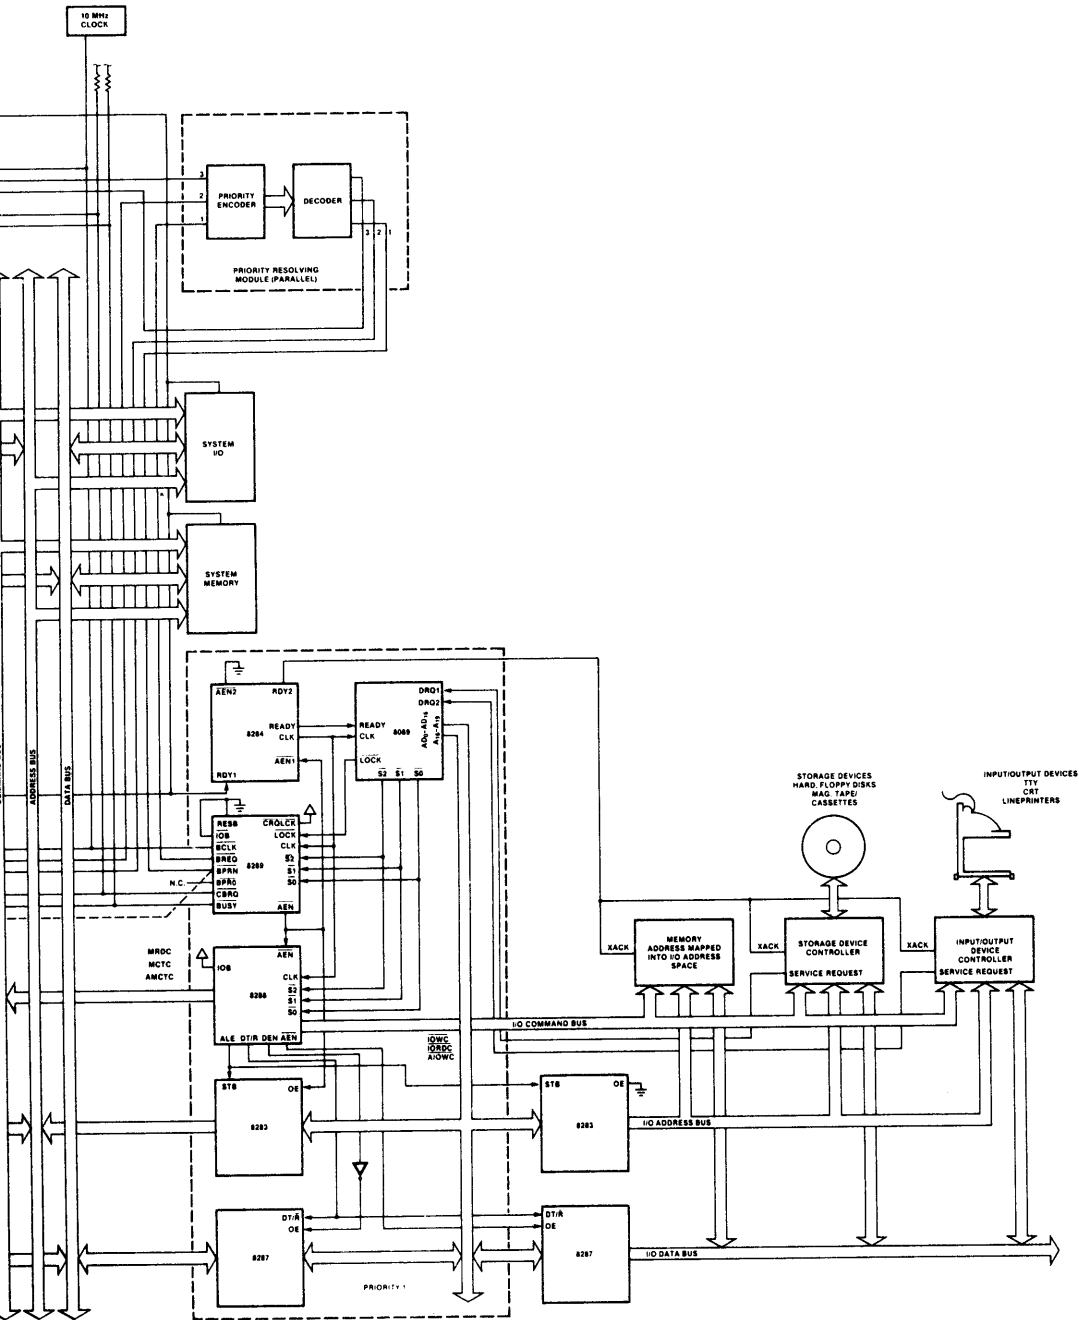 10 MHz
CLOCK
3
2
1
PRIORITY
ENCODER
DECODER
3 2 1
PRIORITY RESOLVING
MODULE (PARALLEL)
SYSTEM
I/O
SYSTEM
MEMORY
ADDRESS BUS
DATA BUS
AEN2
RDY2
8284
READY
CLK
AEN1
RDY1
DRQ1
DRQ2
8089
READY
CLK
LOCK
AD0-AD15
A16-A19
S2 S1 S0
RESB
IOB
BCLK
BREQ
BPRN
BPRO
CBRQ
BUSY
N.C.
8289
CRQLCK
LOCK
CLK
S2
S1
S0
AEN
MRDC
MCTC
AMCTC
IOB
AEN
CLK
S2
S1
S0
8288
ALE DT/R DEN AEN
IOWC
IORDC
AIOWC
I/O COMMAND BUS
STB
OE
8283
STB
OE
8283
I/O ADDRESS BUS
DT/R
OE
8287
DT/R
OE
8287
I/O DATA BUS
PRIORITY 1
STORAGE DEVICES
HARD, FLOPPY DISKS
MAG. TAPE/
CASSETTES
INPUT/OUTPUT DEVICES
TTY
CRT
LINEPRINTERS
XACK
MEMORY
ADDRESS MAPPED
INTO I/O ADDRESS
SPACE
XACK
STORAGE DEVICE
CONTROLLER
SERVICE REQUEST
XACK
INPUT/OUTPUT
DEVICE
CONTROLLER
SERVICE REQUEST